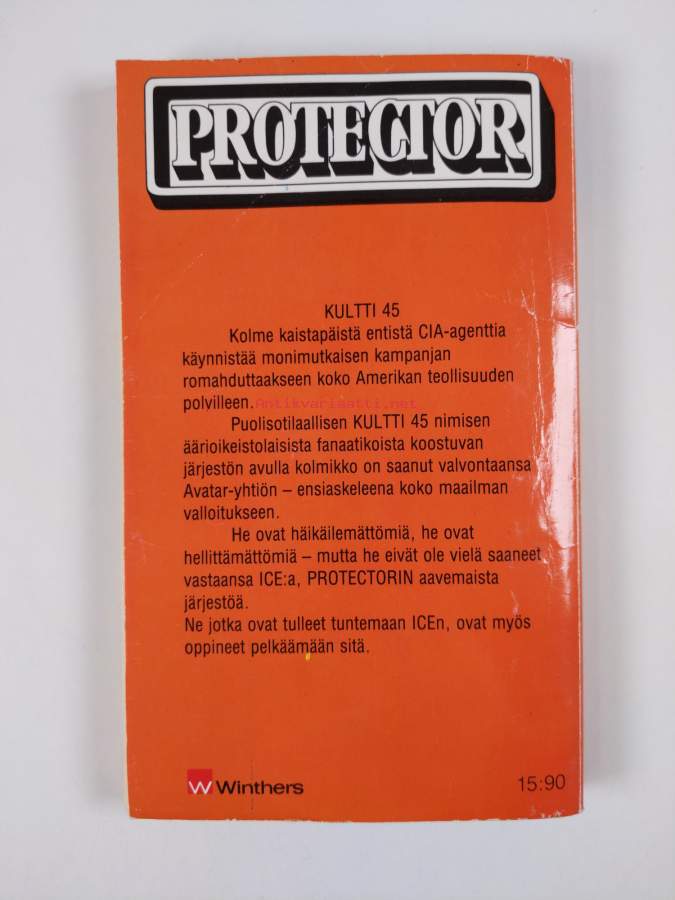 PROTECTOR
KULTTI 45
Kolme kaistapäistä entistä CIA-agenttia
käynnistää monimutkaisen kampanjan
romahduttaakseen koko Amerikan teollisuuden
polvilleen.
Antikvariaatti.net
Puolisotilaallisen KULTTI 45 nimisen
äärioikeistolaisista fanaatikoista koostuvan
järjestön avulla kolmikko on saanut valvontaansa
Avatar-yhtiön – ensiaskeleena koko maailman
valloitukseen.
He ovat häikäilemättömiä, he ovat
hellittämättömiä – mutta he eivät ole vielä saaneet
vastaansa ICE:a, PROTECTORIN aavemaista
järjestöä.
Ne jotka ovat tulleet tuntemaan ICEn, ovat myös
oppineet pelkäämään sitä.
W Winthers
15:90